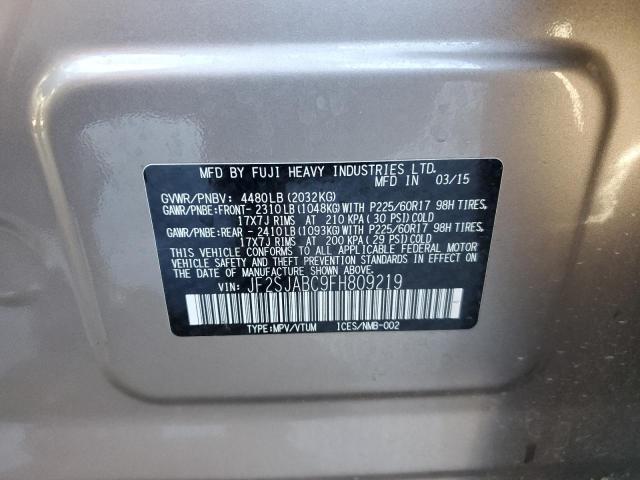 MFD BY FUJI HEAVY INDUSTRIES LTD.
MFD IN 03/15
GVWR/PNBV: 4480LB (2032KG)
GAWR/PNBE:FRONT- 2310LB (1048KG) WITH P225/60R17 98H TIRES,
17X7J RIMS AT 210 KPA (30 PSI) COLD
GAWR/PNBE:REAR - 2410LB (1093KG) WITH P225/60R17 98H TIRES,
17X7J RIMS AT 200 KPA (29 PSI) COLD
THIS VEHICLE CONFORMS TO ALL APPLICABLE FEDERAL MOTOR
VEHICLE SAFETY AND THEFT PREVENTION STANDARDS IN EFFECT
ON THE DATE OF MANUFACTURE SHOWN ABOVE.
VIN: JF2SJABC9FH809219
TYPE:MPV/VTUM ICES/NMB-002